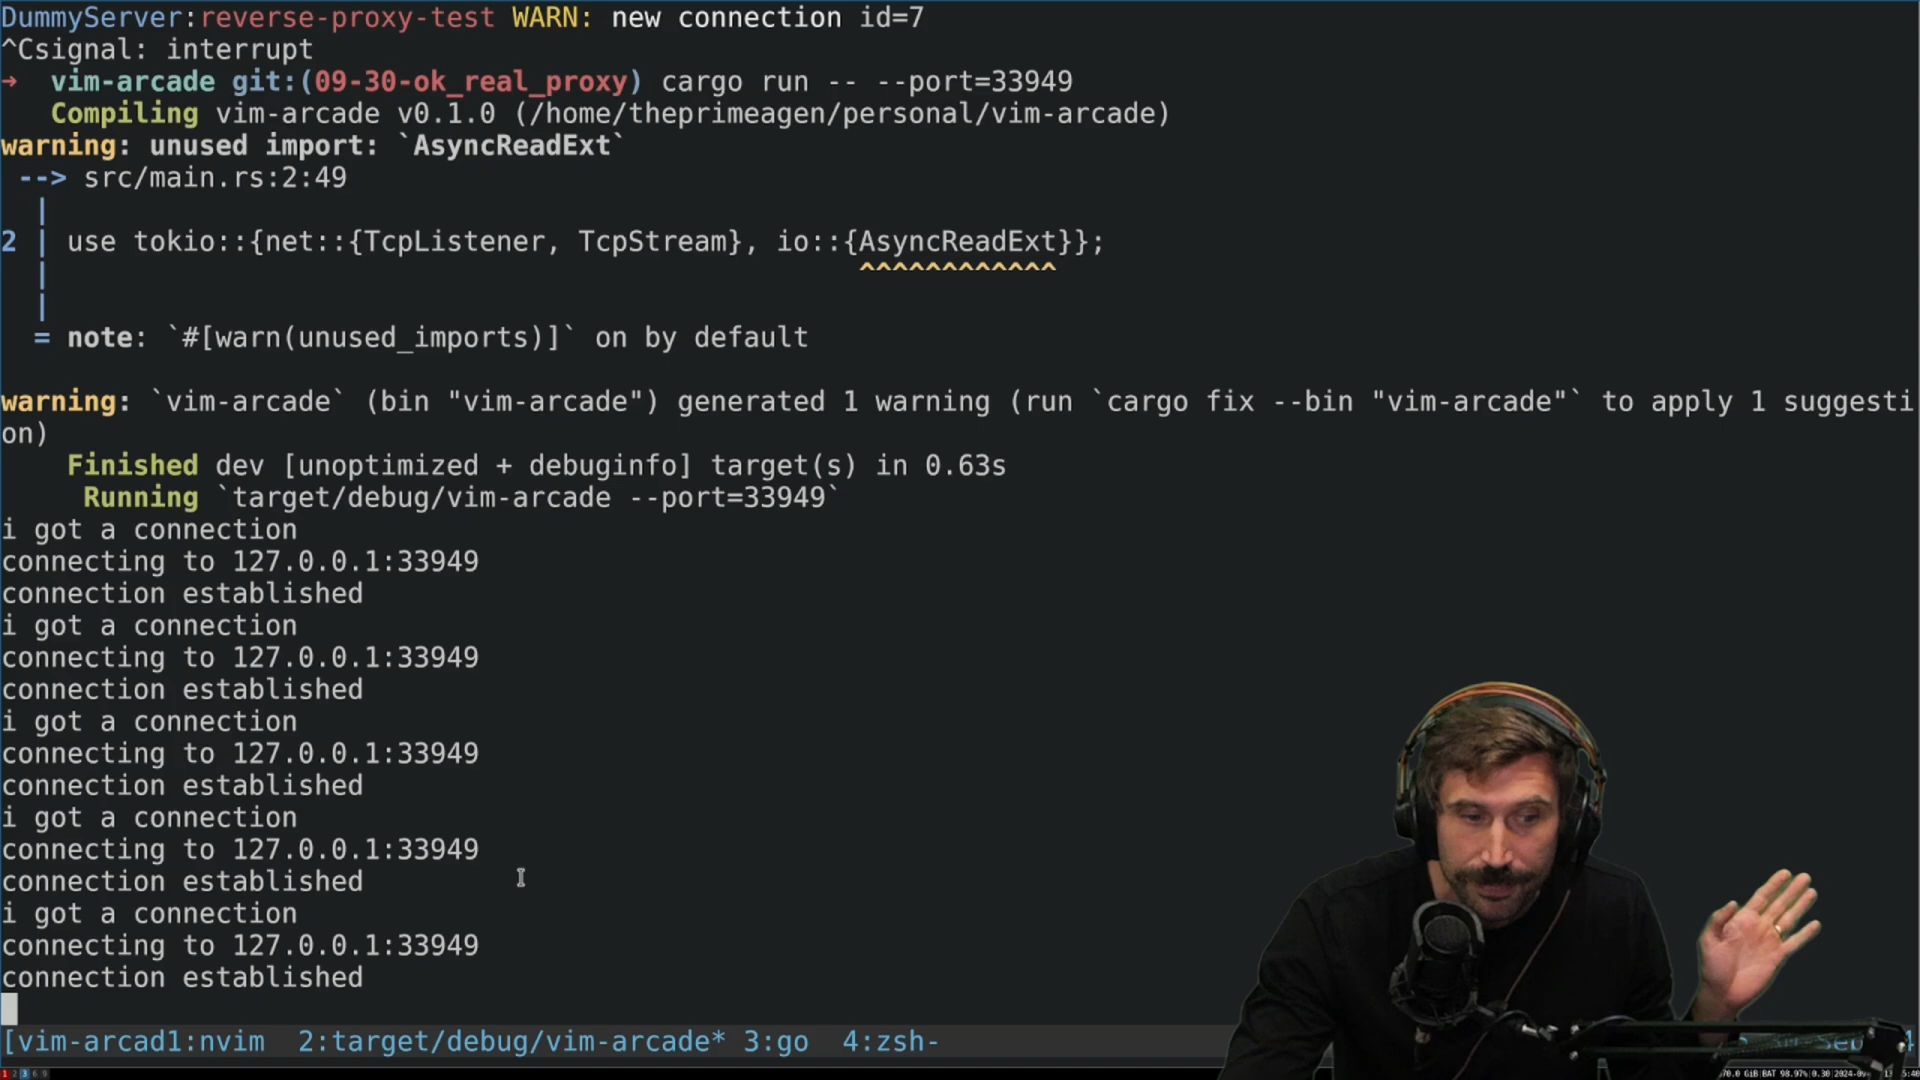 DummyServer:reverse-proxy-test WARN: new connection id=7
^Csignal: interrupt
→ vim-arcade git:(09-30-ok_real_proxy) cargo run -- --port=33949
Compiling vim-arcade v0.1.0 (/home/theprimeagen/personal/vim-arcade)
warning: unused import: `AsyncReadExt`
--> src/main.rs:2:49
|
2 | use tokio::{net::{TcpListener, TcpStream}, io::{AsyncReadExt}};
| ^^^^^^^^^^^^
|
= note: `#[warn(unused_imports)]` on by default
warning: `vim-arcade` (bin "vim-arcade") generated 1 warning (run `cargo fix --bin "vim-arcade"` to apply 1 suggesti
on)
Finished dev [unoptimized + debuginfo] target(s) in 0.63s
Running `target/debug/vim-arcade --port=33949`
i got a connection
connecting to 127.0.0.1:33949
connection established
i got a connection
connecting to 127.0.0.1:33949
connection established
i got a connection
connecting to 127.0.0.1:33949
connection established
i got a connection
connecting to 127.0.0.1:33949
connection established
i got a connection
connecting to 127.0.0.1:33949
connection established
[vim-arcad1:nvim 2:target/debug/vim-arcade* 3:go 4:zsh-